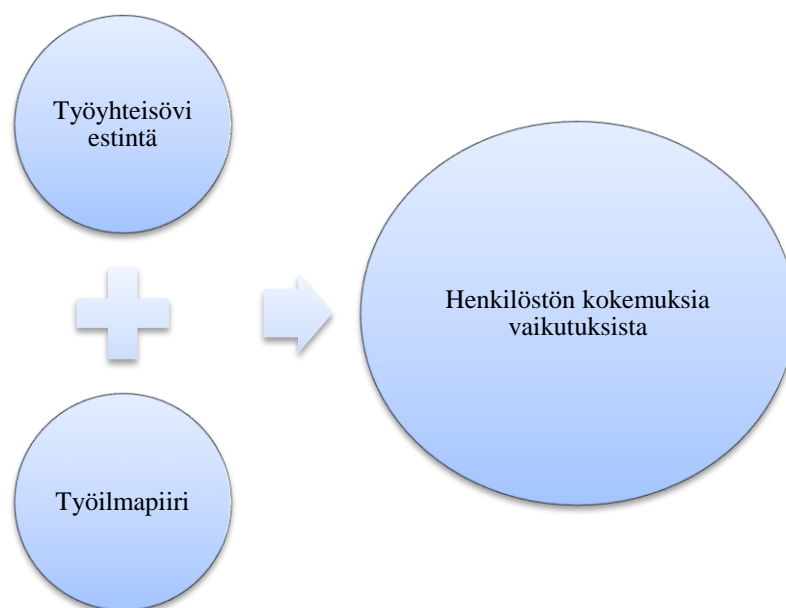 Työyhteisövi
estintä
Henkilöstön kokemuksia
vaikutuksista
Työilmapiiri